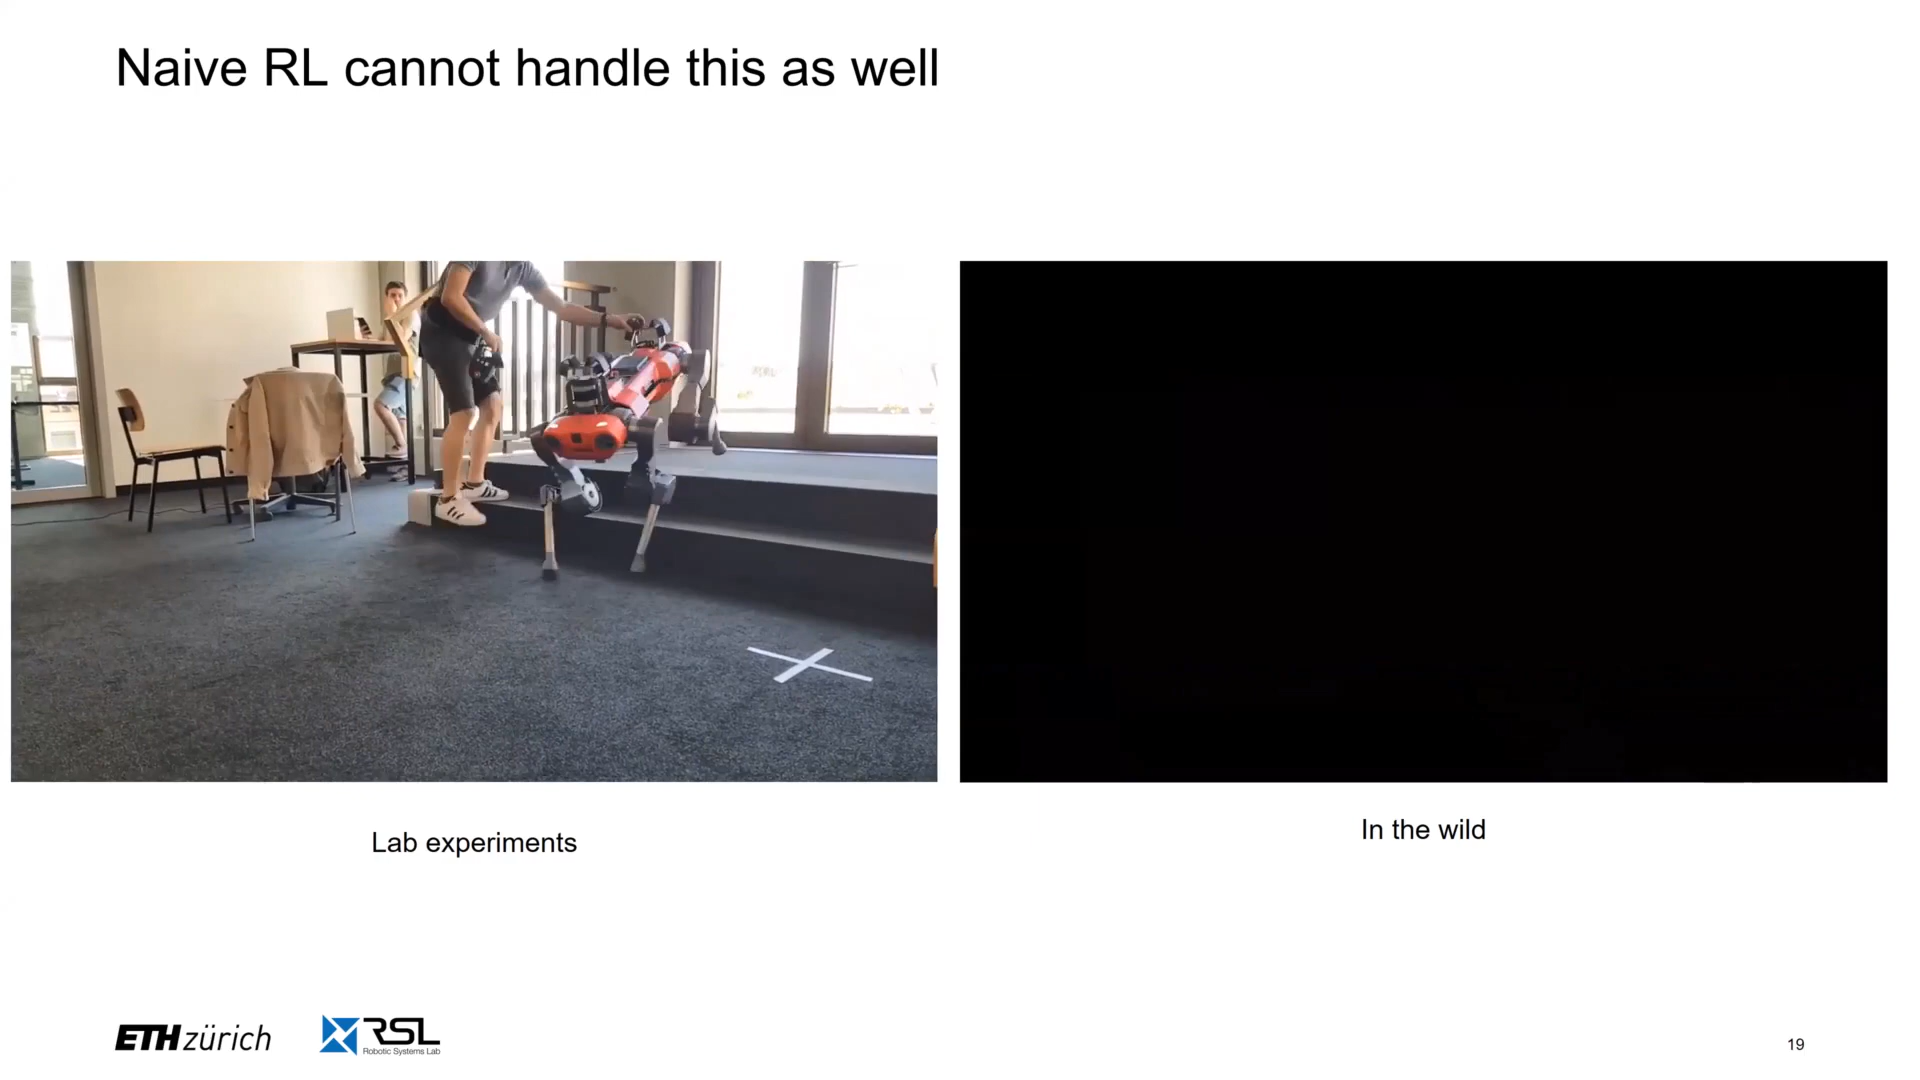 Naive RL cannot handle this as well
Lab experiments
In the wild
ETH zürich
RSL
Robotic Systems Lab
19